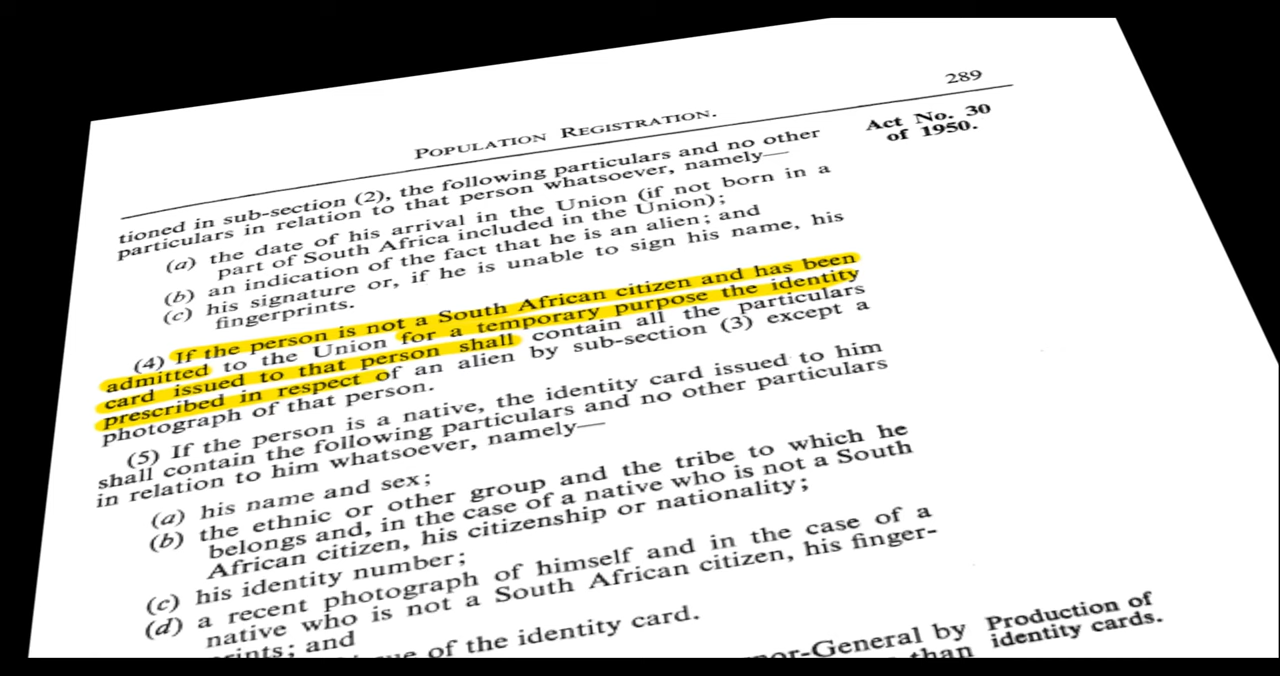 289
POPULATION REGISTRATION.
Act No. 30
of 1950.
tioned in sub-section (2), the following particulars and no other
particulars in relation to that person whatsoever, namely—
(a) the date of his arrival in the Union (if not born in a
part of South Africa included in the Union);
(b) an indication of the fact that he is an alien; and
(c) his signature or, if he is unable to sign his name, his
fingerprints.
(4) If the person is not a South African citizen and has been
admitted to the Union for a temporary purpose the identity
card issued to that person shall contain all the particulars
prescribed in respect of an alien by sub-section (3) except a
photograph of that person.
(5) If the person is a native, the identity card issued to him
shall contain the following particulars and no other particulars
in relation to him whatsoever, namely—
(a) his name and sex;
(b) the ethnic or other group and the tribe to which he
belongs and, in the case of a native who is not a South
African citizen, his citizenship or nationality;
(c) his identity number;
(d) a recent photograph of himself and in the case of a
native who is not a South African citizen, his finger-
rints; and
of the identity card.
nor-General by
than
Production of
identity cards.